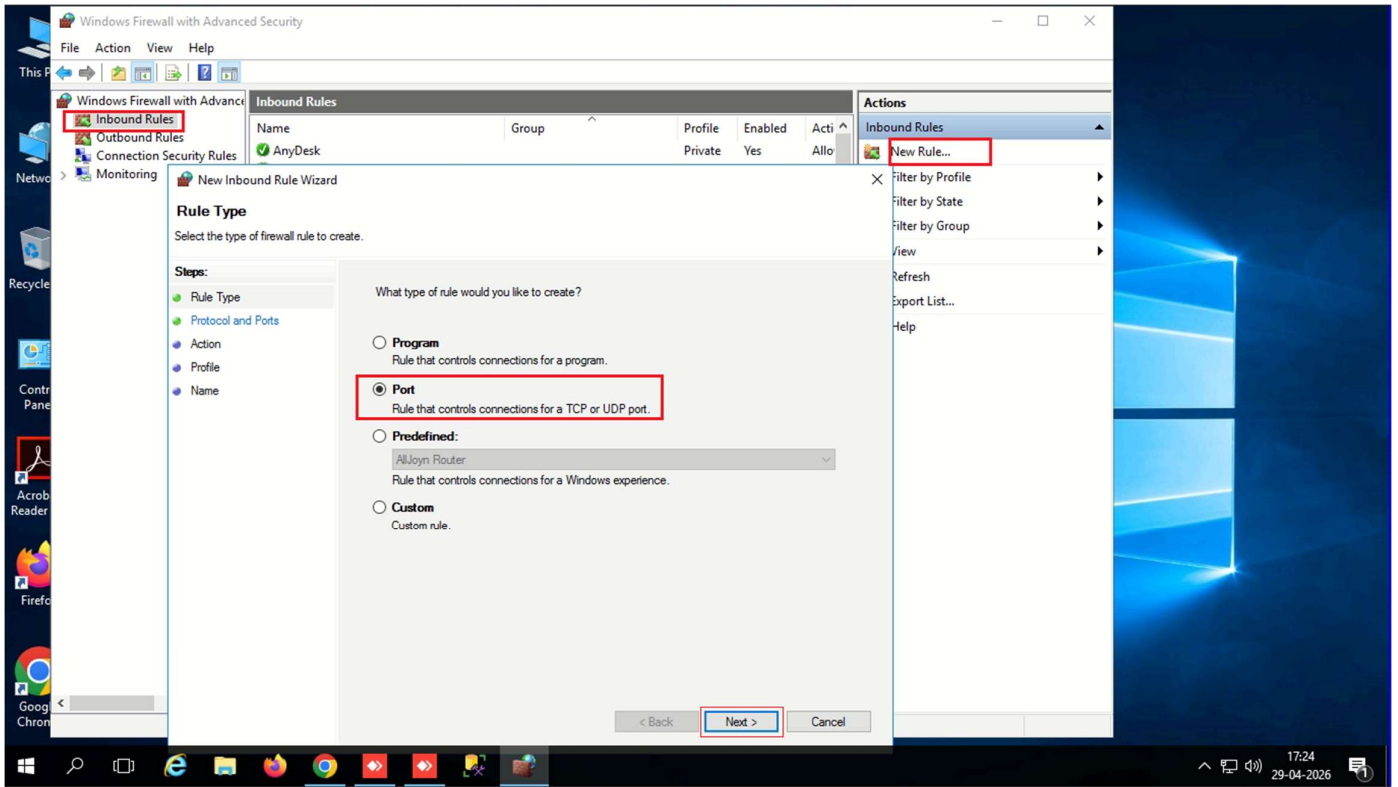 Windows Firewall with Advanced Security
File Action View Help
This P
Windows Firewall with Advance
Inbound Rules
Outbound Rules
Connection Security Rules
Monitoring
Inbound Rules
Name Group Profile Enabled Acti
AnyDesk Private Yes Allo
Actions
Inbound Rules
New Rule...
Filter by Profile
Filter by State
Filter by Group
View
Refresh
Export List...
Help
Netwo
Recycle
Contr
Pane
Acrob
Reader
Firefo
Goog
Chron
New Inbound Rule Wizard
Rule Type
Select the type of firewall rule to create.
Steps:
Rule Type
Protocol and Ports
Action
Profile
Name
What type of rule would you like to create?
Program
Rule that controls connections for a program.
Port
Rule that controls connections for a TCP or UDP port.
Predefined:
AllJoyn Router
Rule that controls connections for a Windows experience.
Custom
Custom rule.
< Back Next > Cancel
17:24
29-04-2026
1